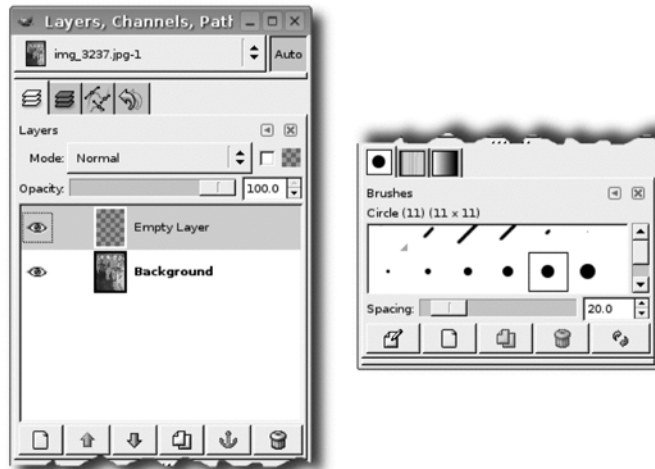 Layers, Channels, Path
img_3237.jpg-1
Auto
Layers
Mode: Normal
Opacity: 100.0
Empty Layer
Background
Brushes
Circle (11) (11 x 11)
Spacing: 20.0